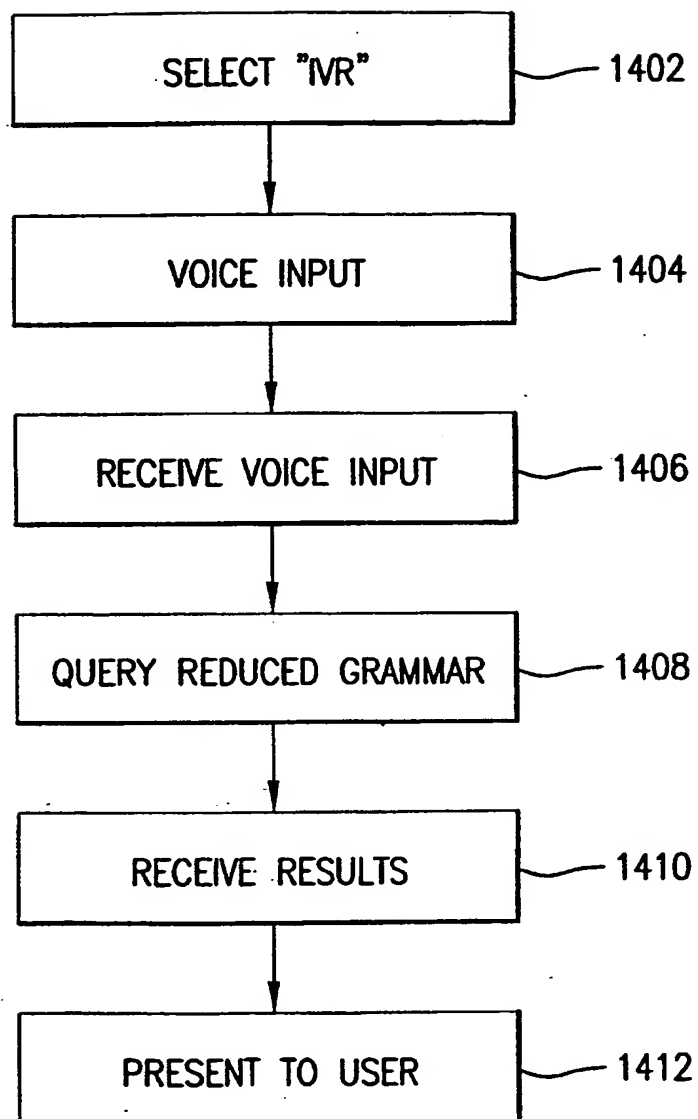 SELECT "IVR" 1402
VOICE INPUT 1404
RECEIVE VOICE INPUT 1406
QUERY REDUCED GRAMMAR 1408
RECEIVE RESULTS 1410
PRESENT TO USER 1412